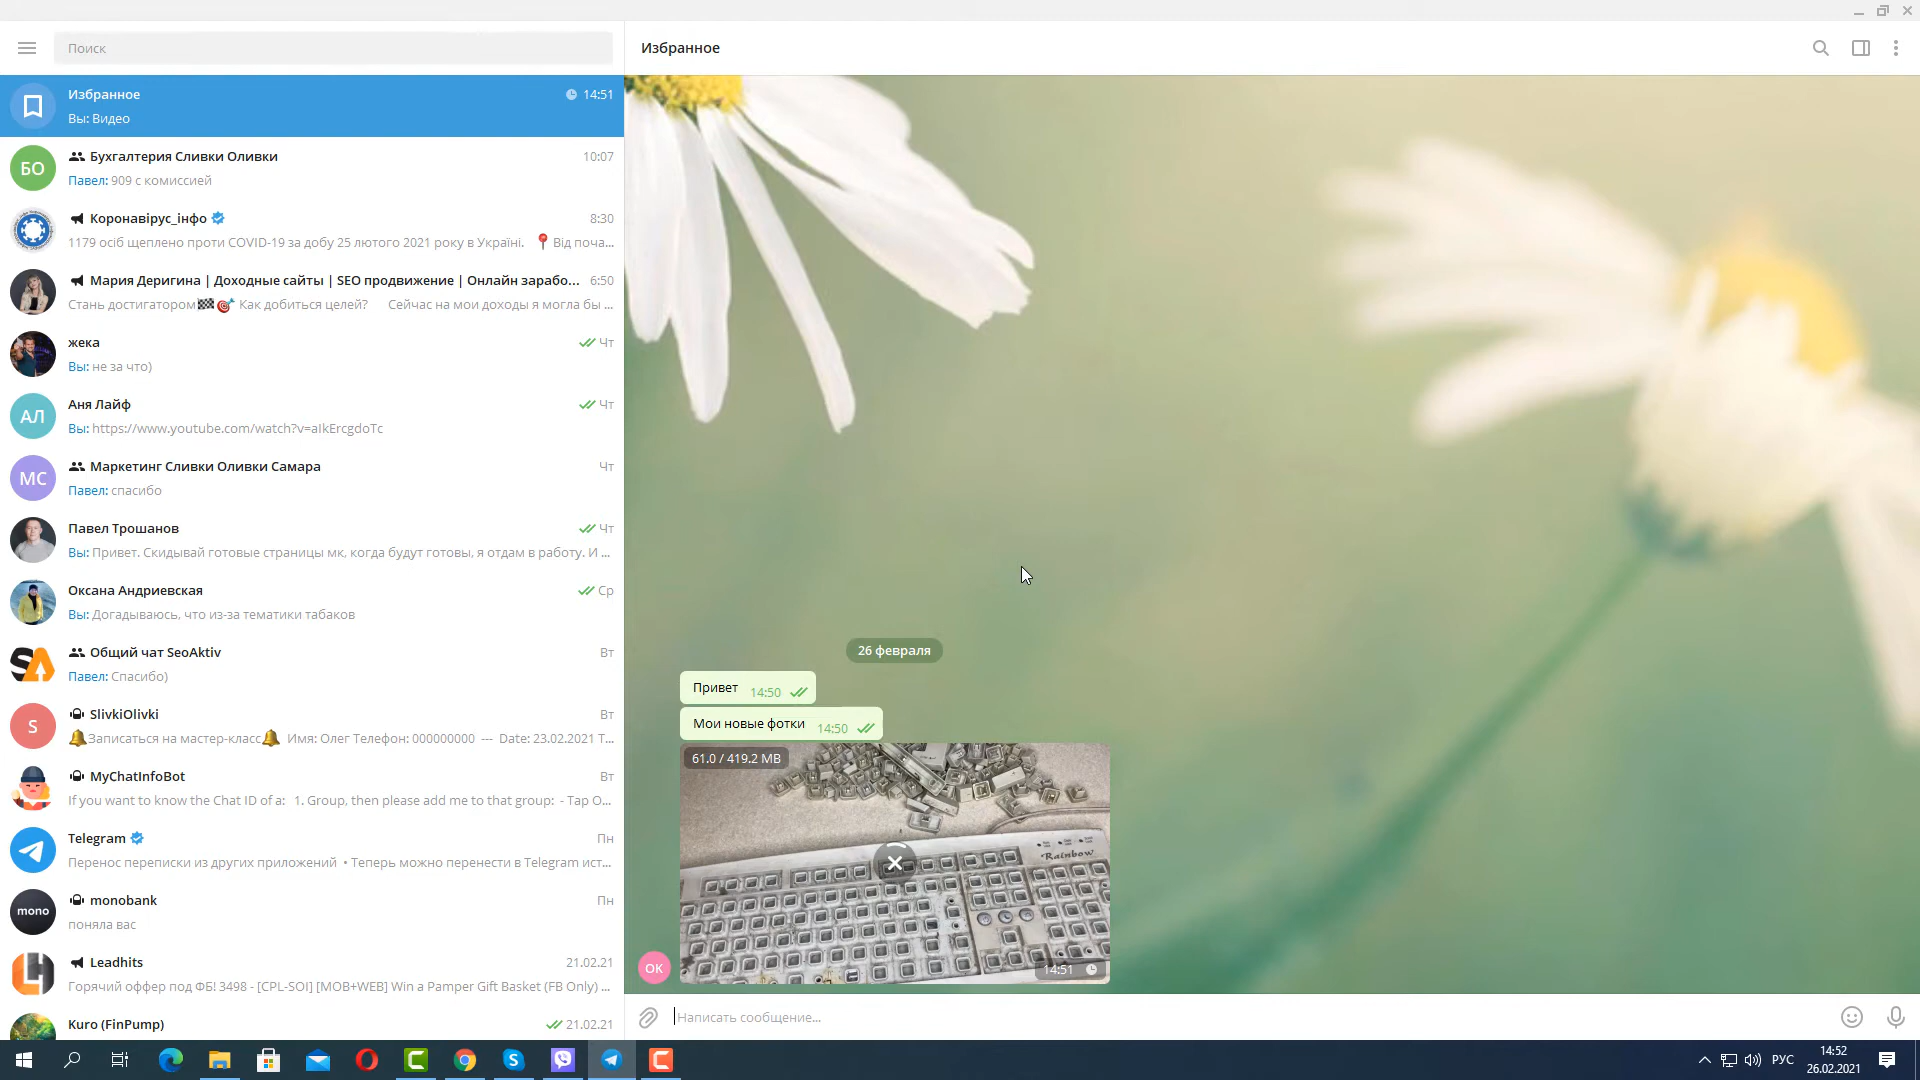 Поиск
Избранное
Избранное
14:51
Вы: Видео
БО
Бухгалтерия Сливки Оливки
10:07
Павел: 909 с комиссией
Коронавірус_інфо
8:30
1179 осіб щеплено проти COVID-19 за добу 25 лютого 2021 року в Україні. 📍 Від поча...
Мария Деригина | Доходные сайты | SEO продвижение | Онлайн зарабо...
6:50
Стань достигатором🏁🎯 Как добиться целей? Сейчас на мои доходы я могла бы ...
жека
Чт
Вы: не за что)
АЛ
Аня Лайф
Чт
Вы: https://www.youtube.com/watch?v=aIkErcgdoTc
МС
Маркетинг Сливки Оливки Самара
Чт
Павел: спасибо
Павел Трошанов
Чт
Вы: Привет. Скидывай готовые страницы мк, когда будут готовы, я отдам в работу. И ...
Оксана Андриевская
Ср
Вы: Догадываюсь, что из-за тематики табаков
Общий чат SeoAktiv
Вт
Павел: Спасибо)
S
SlivkiOlivki
Вт
🔔Записаться на мастер-класс🔔 Имя: Олег Телефон: 000000000 --- Date: 23.02.2021 Т...
MyChatInfoBot
Вт
If you want to know the Chat ID of a: 1. Group, then please add me to that group: - Tap O...
Telegram
Пн
Перенос переписки из других приложений • Теперь можно перенести в Telegram ист...
mono
monobank
Пн
поняла вас
Leadhits
21.02.21
Горячий оффер под ФБ! 3498 - [CPL-SOI] [MOB+WEB] Win a Pamper Gift Basket (FB Only) ...
Kuro (FinPump)
21.02.21
26 февраля
Привет 14:50
Мои новые фотки 14:50
61.0 / 419.2 MB
Rainbow
14:51
OK
Написать сообщение...
РУС
14:52
26.02.2021